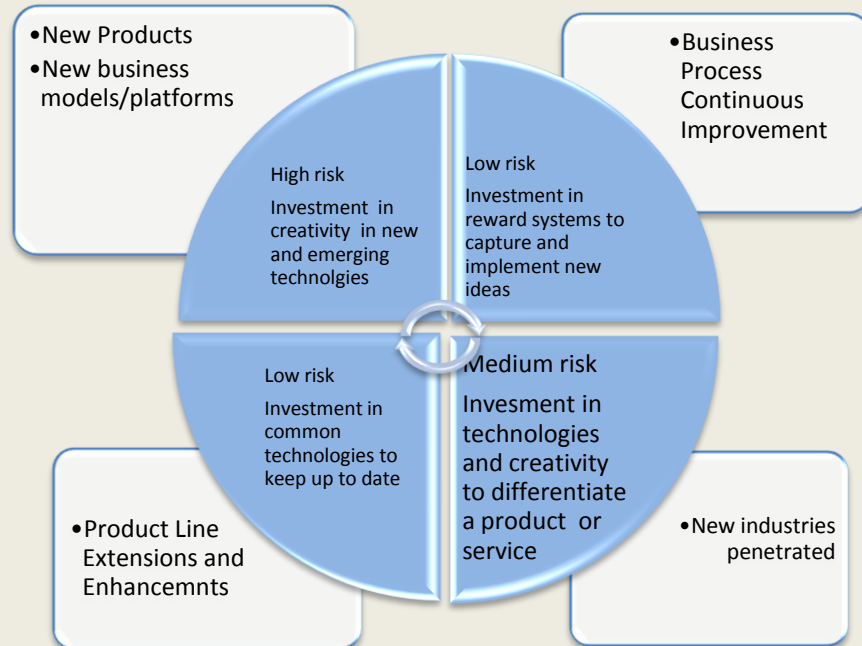 •New Products
•New business
models/platforms
•Business
Process
Continuous
Improvement
High risk
Investment in
creativity in new
and emerging
technolgies
Low risk
Investment in
reward systems to
capture and
implement new
ideas
Low risk
Investment in
common
technologies to
keep up to date
Medium risk
Invesment in
technologies
and creativity
to differentiate
a product or
service
•Product Line
Extensions and
Enhancemnts
•New industries
penetrated